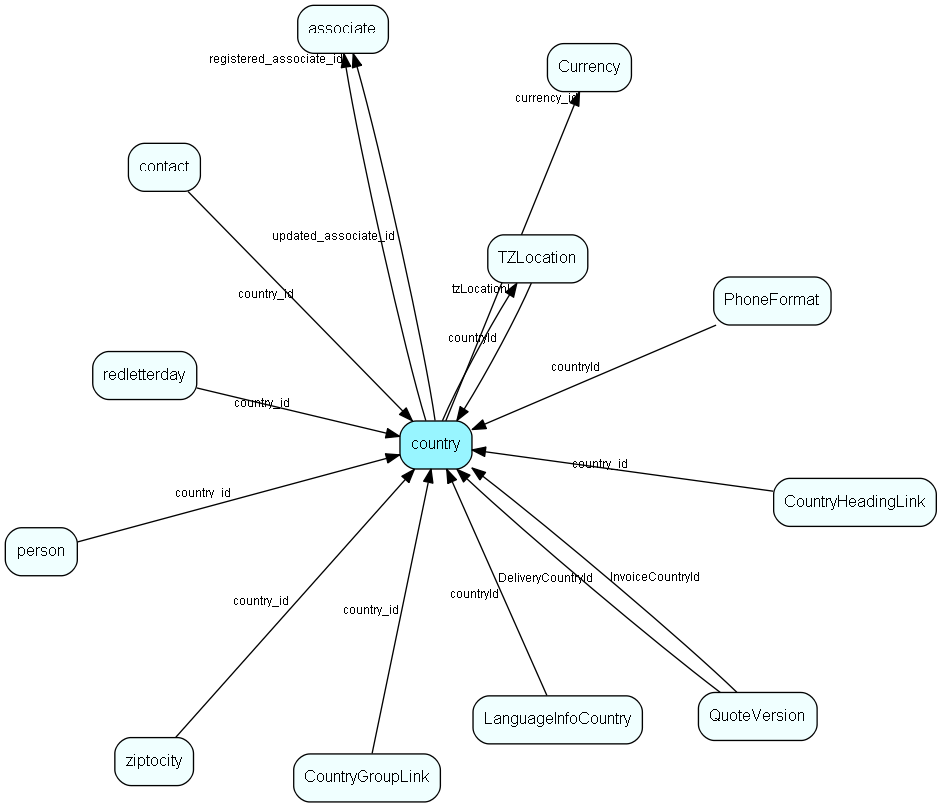 associate
registered_associate_id
Currency
currency_id
contact
updated_associate_id
TZLocation
tzLocationI
country_id
PhoneFormat
countryId
countryId
redletterday
country_id
country
country_id
CountryHeadingLink
country_id
person
DeliveryCountryId
InvoiceCountryId
countryId
country_id
country_id
LanguageInfoCountry
QuoteVersion
ziptocity
CountryGroupLink